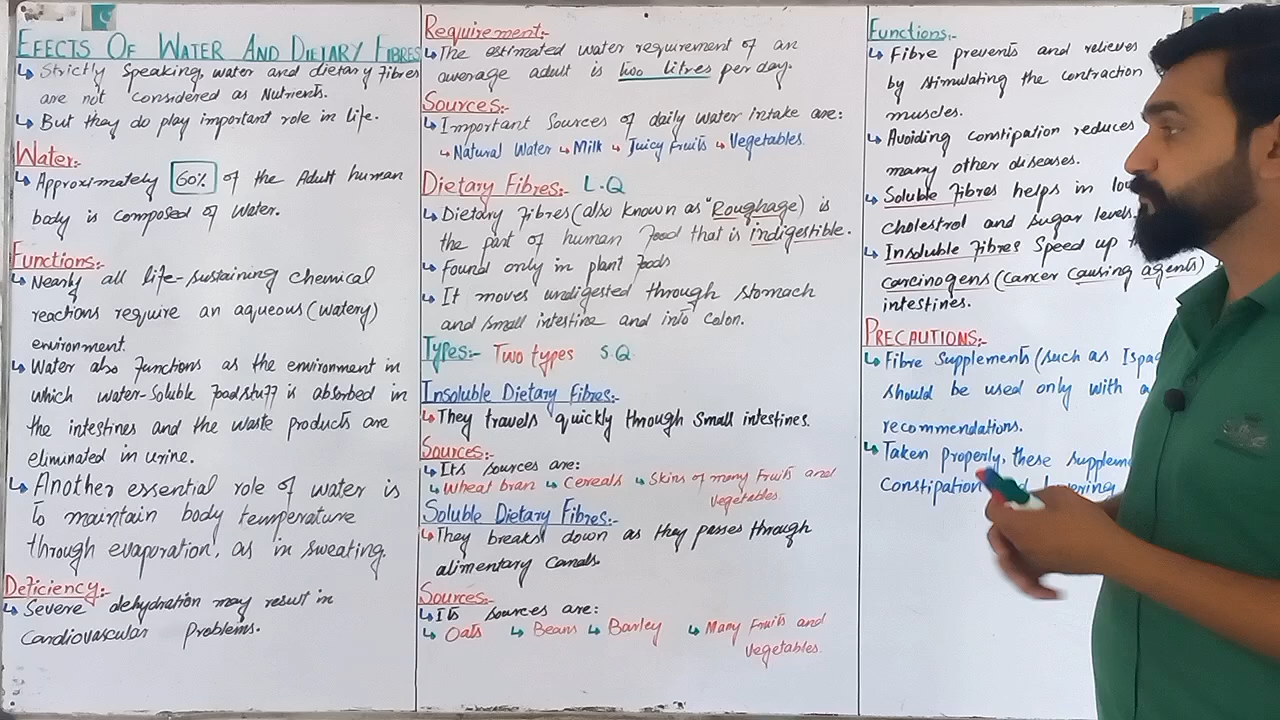 EFECTS OF WATER AND DIETARY FIBRES
↳ Strictly Speaking, water and dietary fibres
are not considered as Nutrients.
↳ But they do play important role in life.
Water:-
↳ Approximately 60% of the Adult human
body is composed of Water.
Functions:-
↳ Nearly all life-sustaining chemical
reactions require an aqueous (watery)
environment.
↳ Water also functions as the environment in
which water-soluble foodstuff is absorbed in
the intestines and the waste products are
eliminated in urine.
↳ Another essential role of water is
to maintain body temperature
through evaporation, as in sweating.
Deficiency:-
↳ Severe dehydration may result in
Cardiovascular Problems.
Requirement:-
↳ The estimated water requirement of an
average adult is two litres per day.
Sources:-
↳ Important Sources of daily water intake are:
↳ Natural Water ↳ Milk ↳ Juicy fruits ↳ Vegetables
Dietary Fibres:- L.Q
↳ Dietary fibres (also known as "Roughage) is
the part of human food that is indigestible.
↳ Found only in plant foods
↳ It moves undigested through stomach
and small intestine and into colon.
Types:- Two types S.Q
Insoluble Dietary Fibres:-
↳ They travels quickly through small intestines.
Sources:-
↳ Its sources are:
↳ Wheat bran ↳ Cereals ↳ Skins of many fruits and
vegetables.
Soluble Dietary Fibres:-
↳ They breaks down as they passes through
alimentary Canals.
Sources:-
↳ Its sources are:
↳ Oats ↳ Beans ↳ Barley ↳ Many fruits and
vegetables.
Functions:-
↳ Fibre prevents and relieves
by stimulating the contraction
muscles.
↳ Avoiding constipation reduces
many other diseases.
↳ Soluble fibres helps in
cholestrol and sugar levels.
↳ Insoluble fibres Speed up
carcinogens (cancer causing agents)
intestines.
PRECAUTIONS:-
↳ Fibre Supplements (such as
should be used only with
recommendations.
↳ Taken properly, these
Constipation